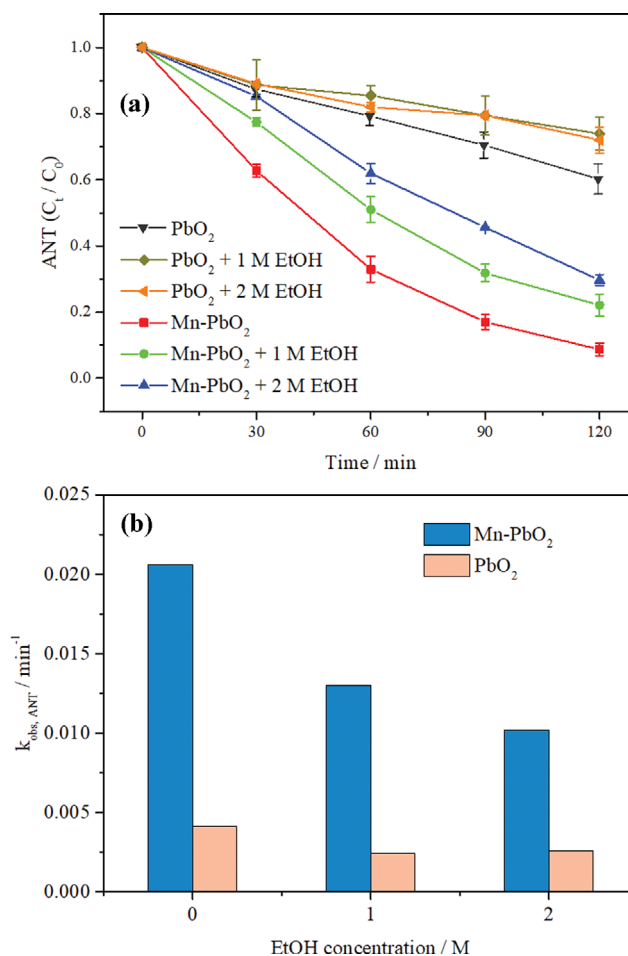 (a)
ANT (Cₜ / C₀)
1.0
0.8
0.6
0.4
0.2
0.0
PbO₂
PbO₂ + 1 M EtOH
PbO₂ + 2 M EtOH
Mn-PbO₂
Mn-PbO₂ + 1 M EtOH
Mn-PbO₂ + 2 M EtOH
0 30 60 90 120
Time / min
(b)
k obs, ANT / min⁻¹
0.025
0.020
0.015
0.010
0.005
0.000
Mn-PbO₂
PbO₂
0 1 2
EtOH concentration / M